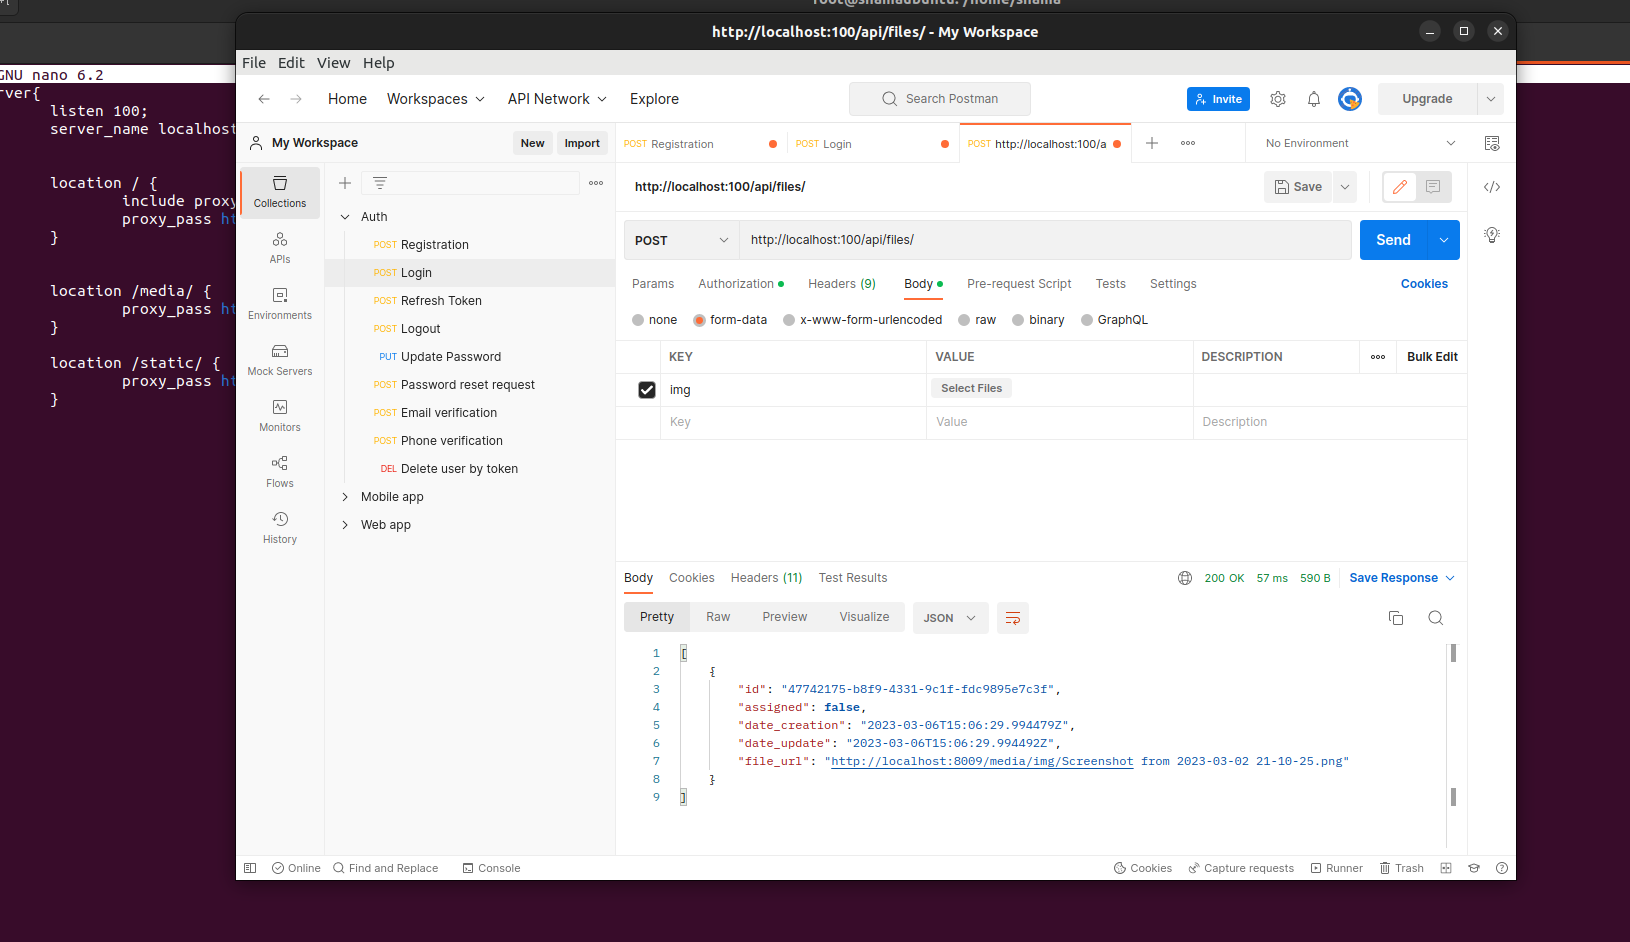 http://localhost:100/api/files/ - My Workspace
GNU nano 6.2
rver{
listen 100;
server_name localhost
location / {
include proxy
proxy_pass ht
}
location /media/ {
proxy_pass ht
}
location /static/ {
proxy_pass ht
}
File Edit View Help
Home Workspaces API Network Explore Search Postman Invite Upgrade
My Workspace New Import
POST Registration POST Login POST http://localhost:100/a No Environment
Collections
APIs
Environments
Mock Servers
Monitors
Flows
History
Auth
POST Registration
POST Login
POST Refresh Token
POST Logout
PUT Update Password
POST Password reset request
POST Email verification
POST Phone verification
DEL Delete user by token
Mobile app
Web app
http://localhost:100/api/files/ Save
POST http://localhost:100/api/files/ Send
Params Authorization Headers (9) Body Pre-request Script Tests Settings Cookies
none form-data x-www-form-urlencoded raw binary GraphQL
KEY VALUE DESCRIPTION Bulk Edit
img Select Files
Key Value Description
Body Cookies Headers (11) Test Results 200 OK 57 ms 590 B Save Response
Pretty Raw Preview Visualize JSON
1 [
2 {
3 "id": "47742175-b8f9-4331-9c1f-fdc9895e7c3f",
4 "assigned": false,
5 "date_creation": "2023-03-06T15:06:29.994479Z",
6 "date_update": "2023-03-06T15:06:29.994492Z",
7 "file_url": "http://localhost:8009/media/img/Screenshot from 2023-03-02 21-10-25.png"
8 }
9 ]
Online Find and Replace Console Cookies Capture requests Runner Trash